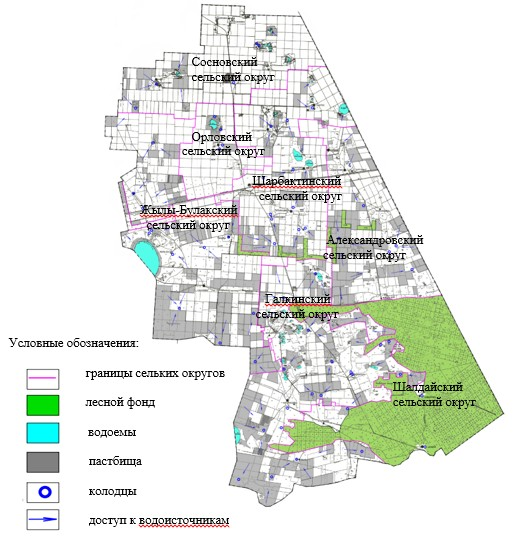 Сосновский
сельский округ
Орловский
сельский округ
Шарбактинский
сельский округ
Жылы-Булакский
сельский округ
Александровский
сельский округ
Галкинский
сельский округ
Шалдайский
сельский округ
Условные обозначения:
границы сельких округов
лесной фонд
водоемы
пастбища
колодцы
доступ к водоисточникам